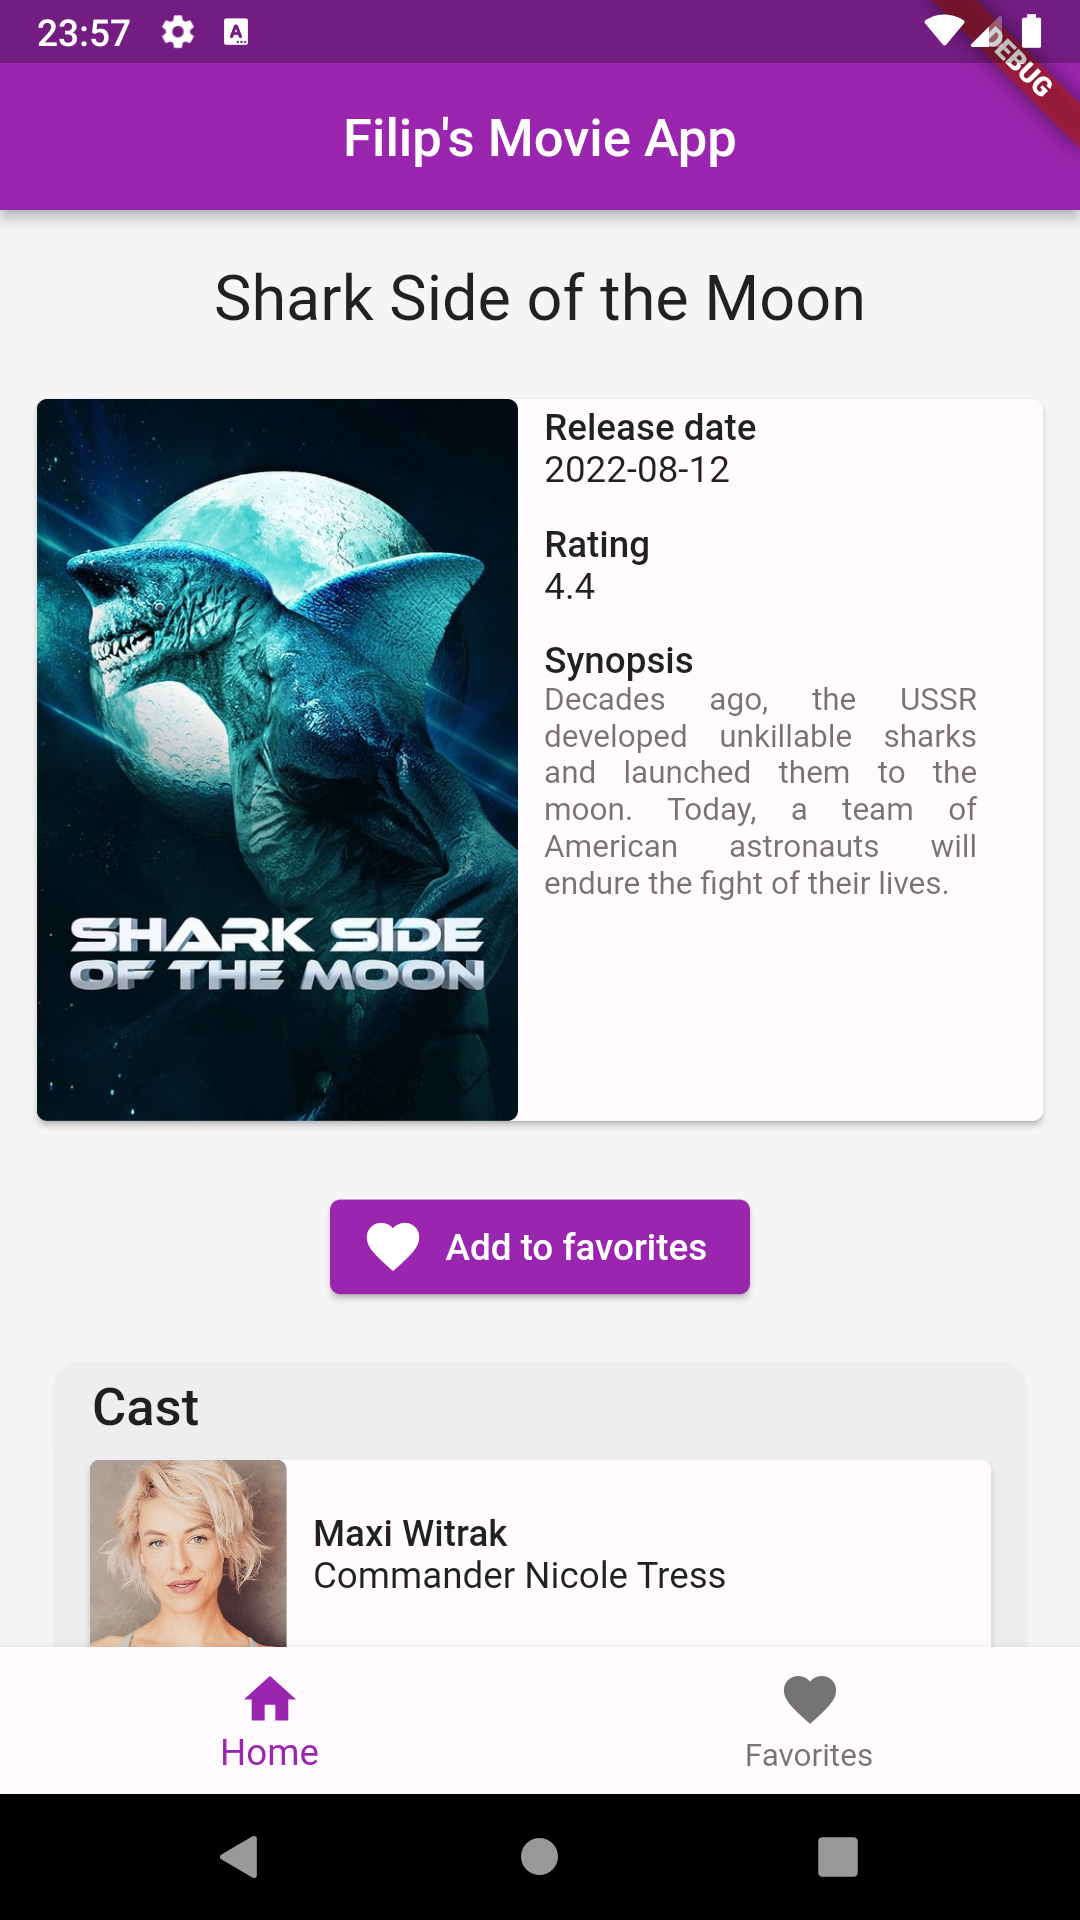 23:57
DEBUG
Filip's Movie App
Shark Side of the Moon
SHARK SIDE
OF THE MOON
Release date
2022-08-12
Rating
4.4
Synopsis
Decades ago, the USSR
developed unkillable sharks
and launched them to the
moon. Today, a team of
American astronauts will
endure the fight of their lives.
Add to favorites
Cast
Maxi Witrak
Commander Nicole Tress
Home
Favorites